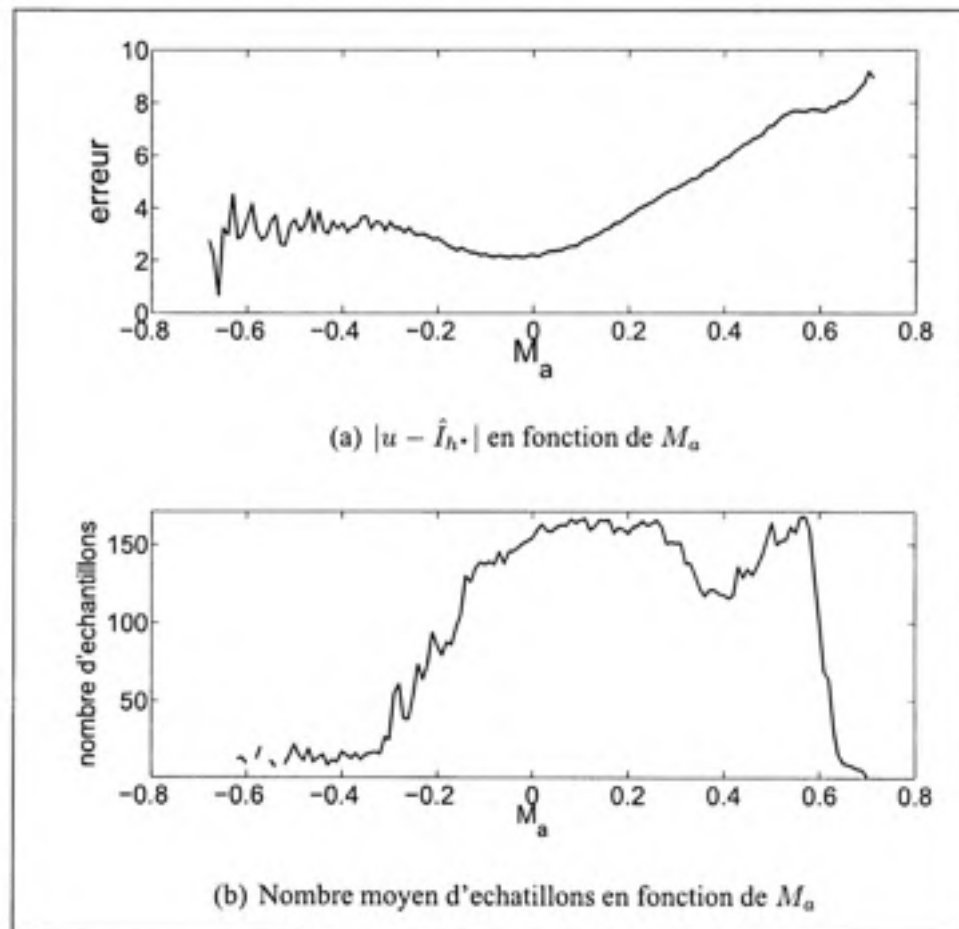 10
8
6
4
2
0
erreur
−0.8 −0.6 −0.4 −0.2 0 0.2 0.4 0.6 0.8
M_a
(a) |u − Î_{h*}| en fonction de M_a
150
100
50
nombre d'echantillons
−0.8 −0.6 −0.4 −0.2 0 0.2 0.4 0.6 0.8
M_a
(b) Nombre moyen d'echatillons en fonction de M_a